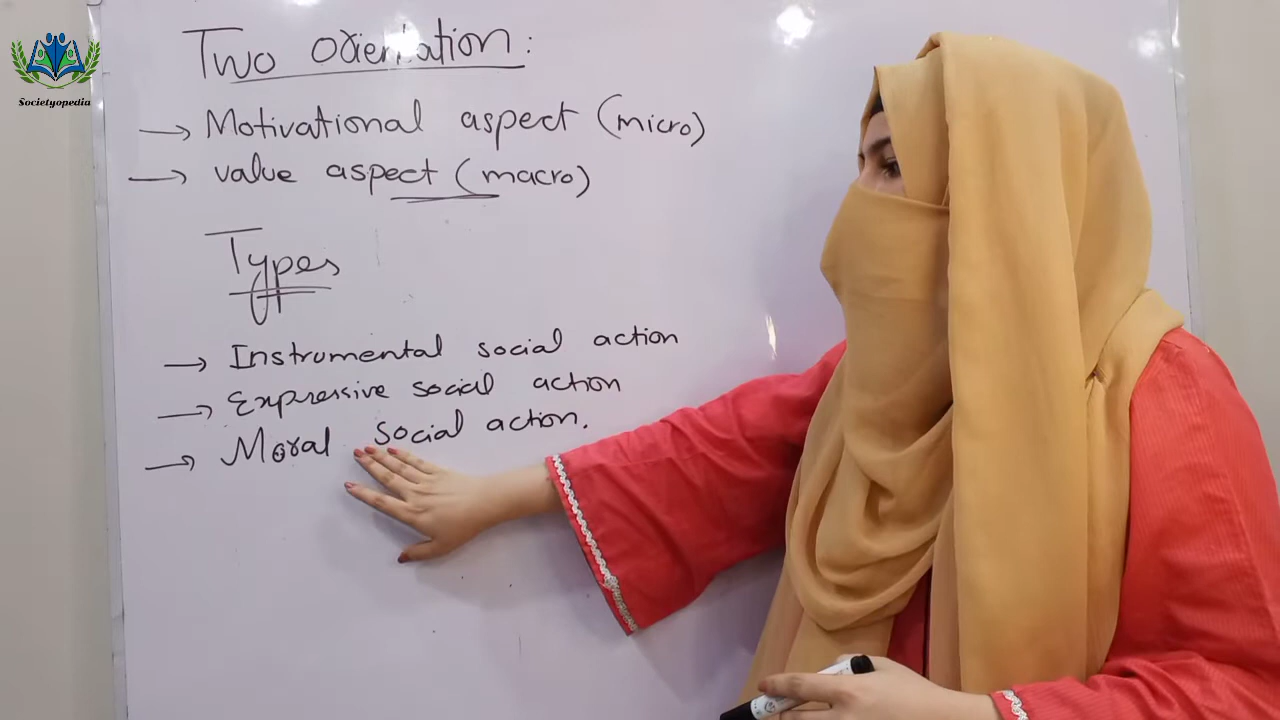 Societyopedia
Two orientation:
→ Motivational aspect (micro)
→ value aspect (macro)
Types
→ Instrumental social action
→ Expressive social action
→ Moral social action.